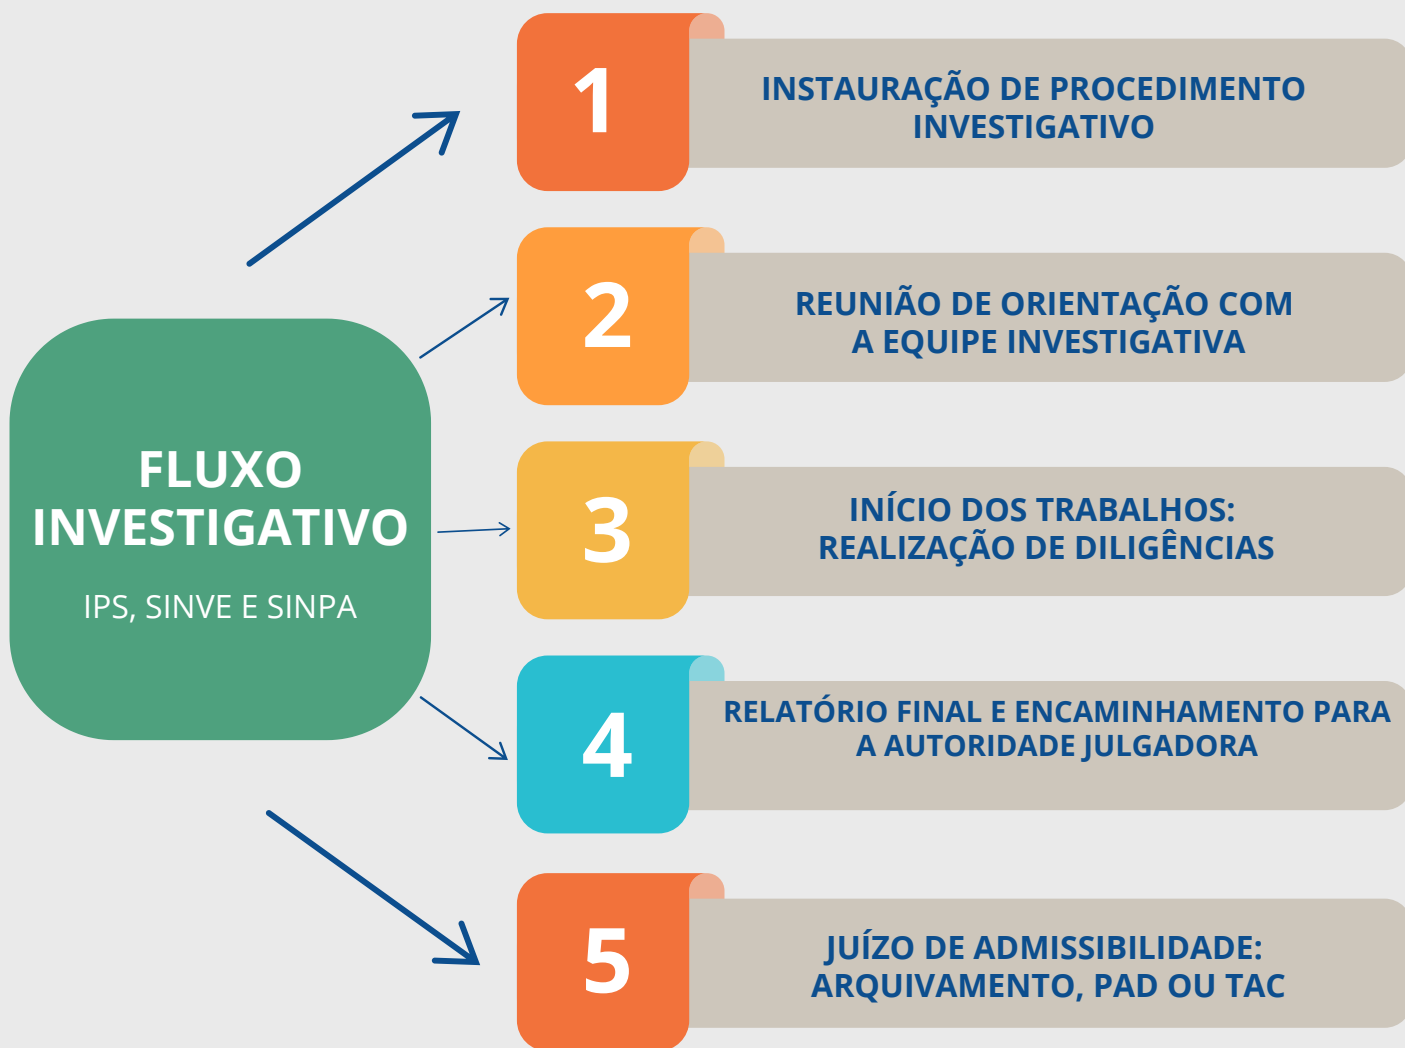 FLUXO
INVESTIGATIVO
IPS, SINVE E SINPA
1
INSTAURAÇÃO DE PROCEDIMENTO
INVESTIGATIVO
2
REUNIÃO DE ORIENTAÇÃO COM
A EQUIPE INVESTIGATIVA
3
INÍCIO DOS TRABALHOS:
REALIZAÇÃO DE DILIGÊNCIAS
4
RELATÓRIO FINAL E ENCAMINHAMENTO PARA
A AUTORIDADE JULGADORA
5
JUÍZO DE ADMISSIBILIDADE:
ARQUIVAMENTO, PAD OU TAC